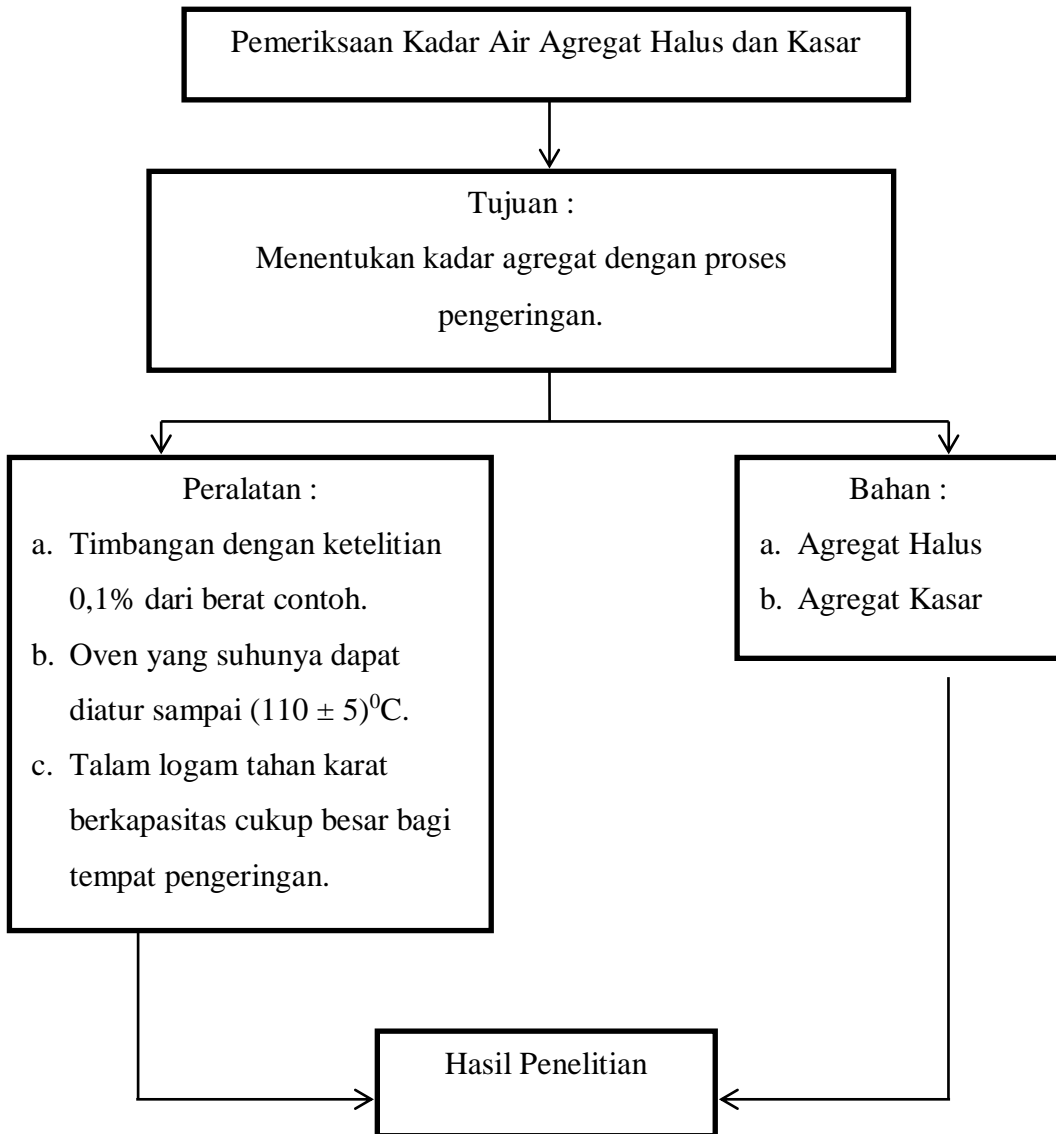 Pemeriksaan Kadar Air Agregat Halus dan Kasar
Tujuan :
Menentukan kadar agregat dengan proses
pengeringan.
Peralatan :
a. Timbangan dengan ketelitian
0,1% dari berat contoh.
b. Oven yang suhunya dapat
diatur sampai (110 ± 5)⁰C.
c. Talam logam tahan karat
berkapasitas cukup besar bagi
tempat pengeringan.
Bahan :
a. Agregat Halus
b. Agregat Kasar
Hasil Penelitian